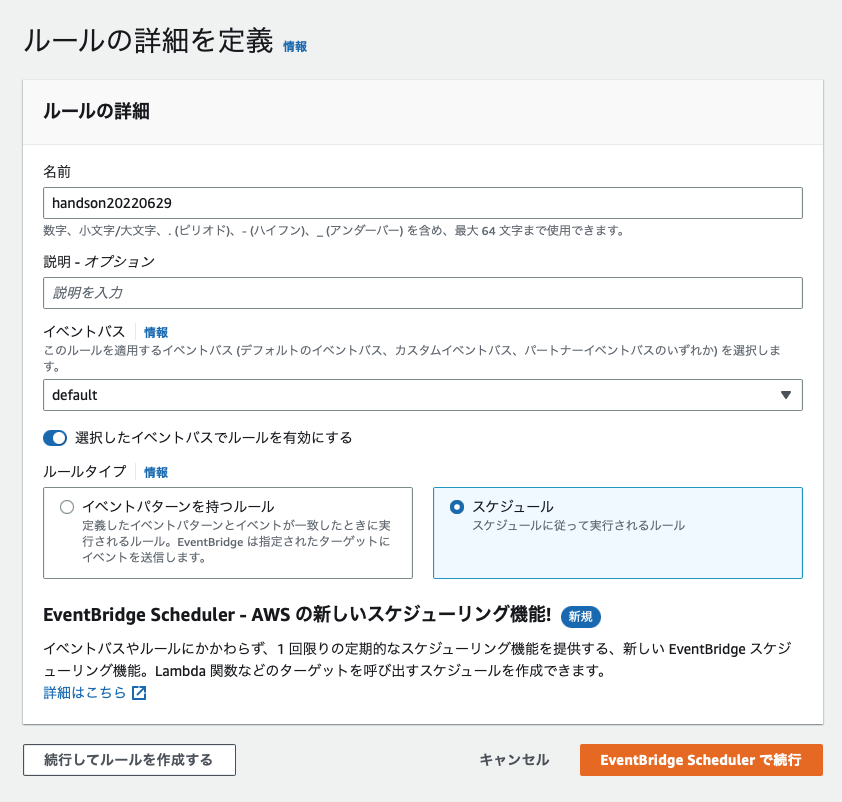 ルールの詳細を定義 情報
ルールの詳細
名前
handson20220629
数字、小文字/大文字、. (ピリオド)、- (ハイフン)、_ (アンダーバー) を含め、最大 64 文字まで使用できます。
説明 - オプション
説明を入力
イベントバス 情報
このルールを適用するイベントバス (デフォルトのイベントバス、カスタムイベントバス、パートナーイベントバスのいずれか) を選択しま
す。
default
選択したイベントバスでルールを有効にする
ルールタイプ 情報
イベントパターンを持つルール
定義したイベントパターンとイベントが一致したときに実
行されるルール。EventBridge は指定されたターゲットに
イベントを送信します。
スケジュール
スケジュールに従って実行されるルール
EventBridge Scheduler - AWS の新しいスケジューリング機能! 新規
イベントバスやルールにかかわらず、1 回限りの定期的なスケジューリング機能を提供する、新しい EventBridge スケジ
ューリング機能。Lambda 関数などのターゲットを呼び出すスケジュールを作成できます。
詳細はこちら
続行してルールを作成する
キャンセル
EventBridge Scheduler で続行